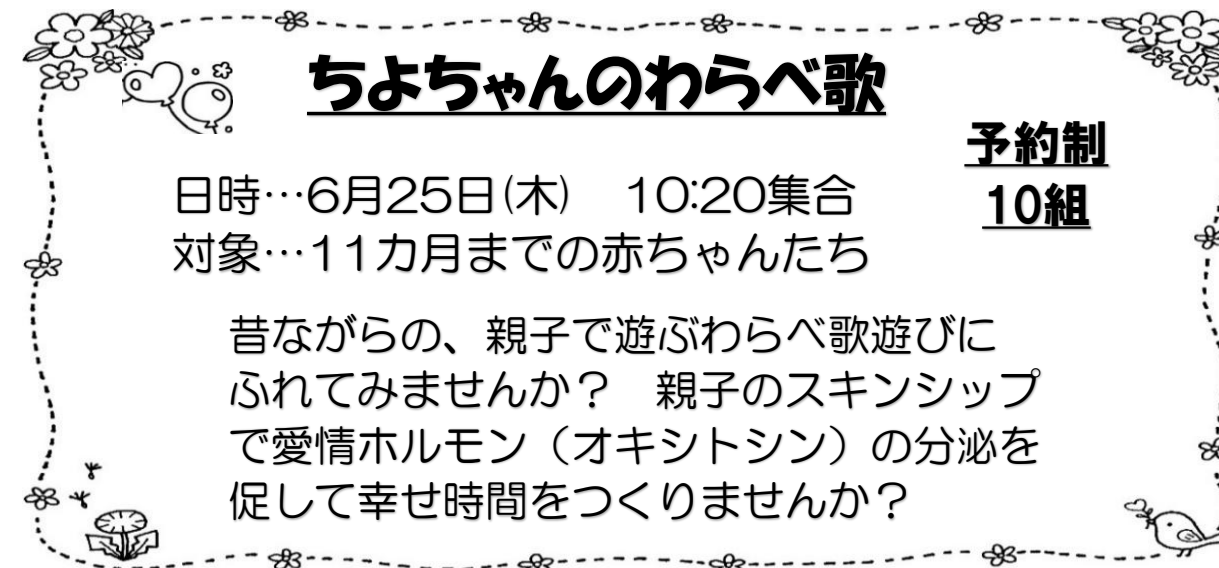 ちよちゃんのわらべ歌
予約制
10組
日時…6月25日(木)　10:20集合
対象…11カ月までの赤ちゃんたち
昔ながらの、親子で遊ぶわらべ歌遊びに
ふれてみませんか？　親子のスキンシップ
で愛情ホルモン（オキシトシン）の分泌を
促して幸せ時間をつくりませんか？